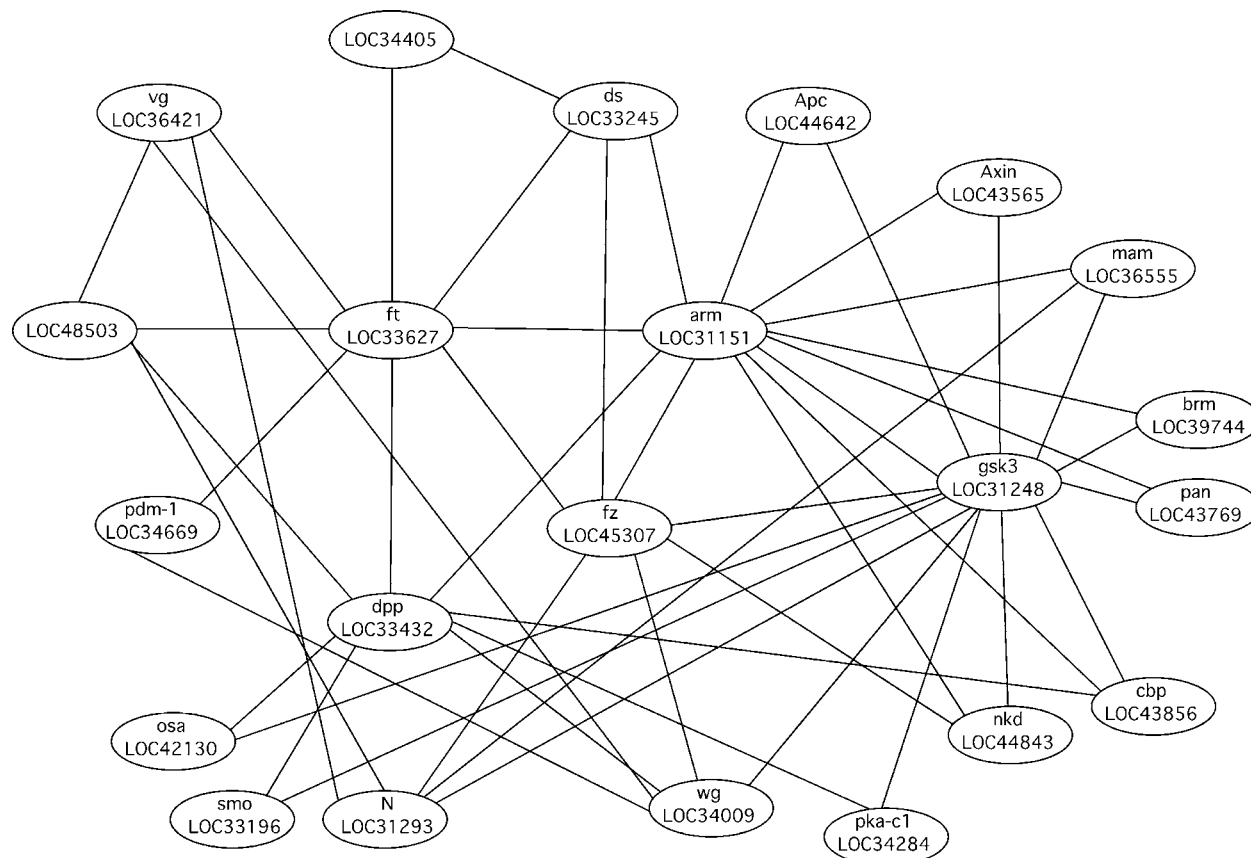 LOC34405
vg
LOC36421
ds
LOC33245
Apc
LOC44642
Axin
LOC43565
mam
LOC36555
LOC48503
ft
LOC33627
arm
LOC31151
brm
LOC39744
gsk3
LOC31248
pan
LOC43769
pdm-1
LOC34669
fz
LOC45307
dpp
LOC33432
cbp
LOC43856
osa
LOC42130
nkd
LOC44843
smo
LOC33196
N
LOC31293
wg
LOC34009
pka-c1
LOC34284